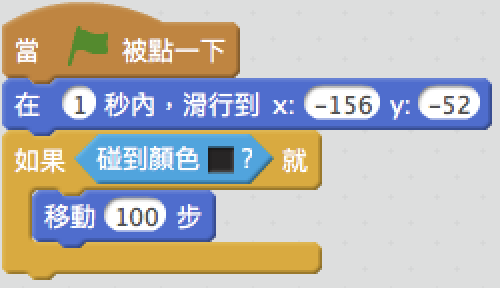 當 被點一下
在 1 秒內，滑行到 x: -156 y: -52
如果 碰到顏色 ? 就
移動 100 步